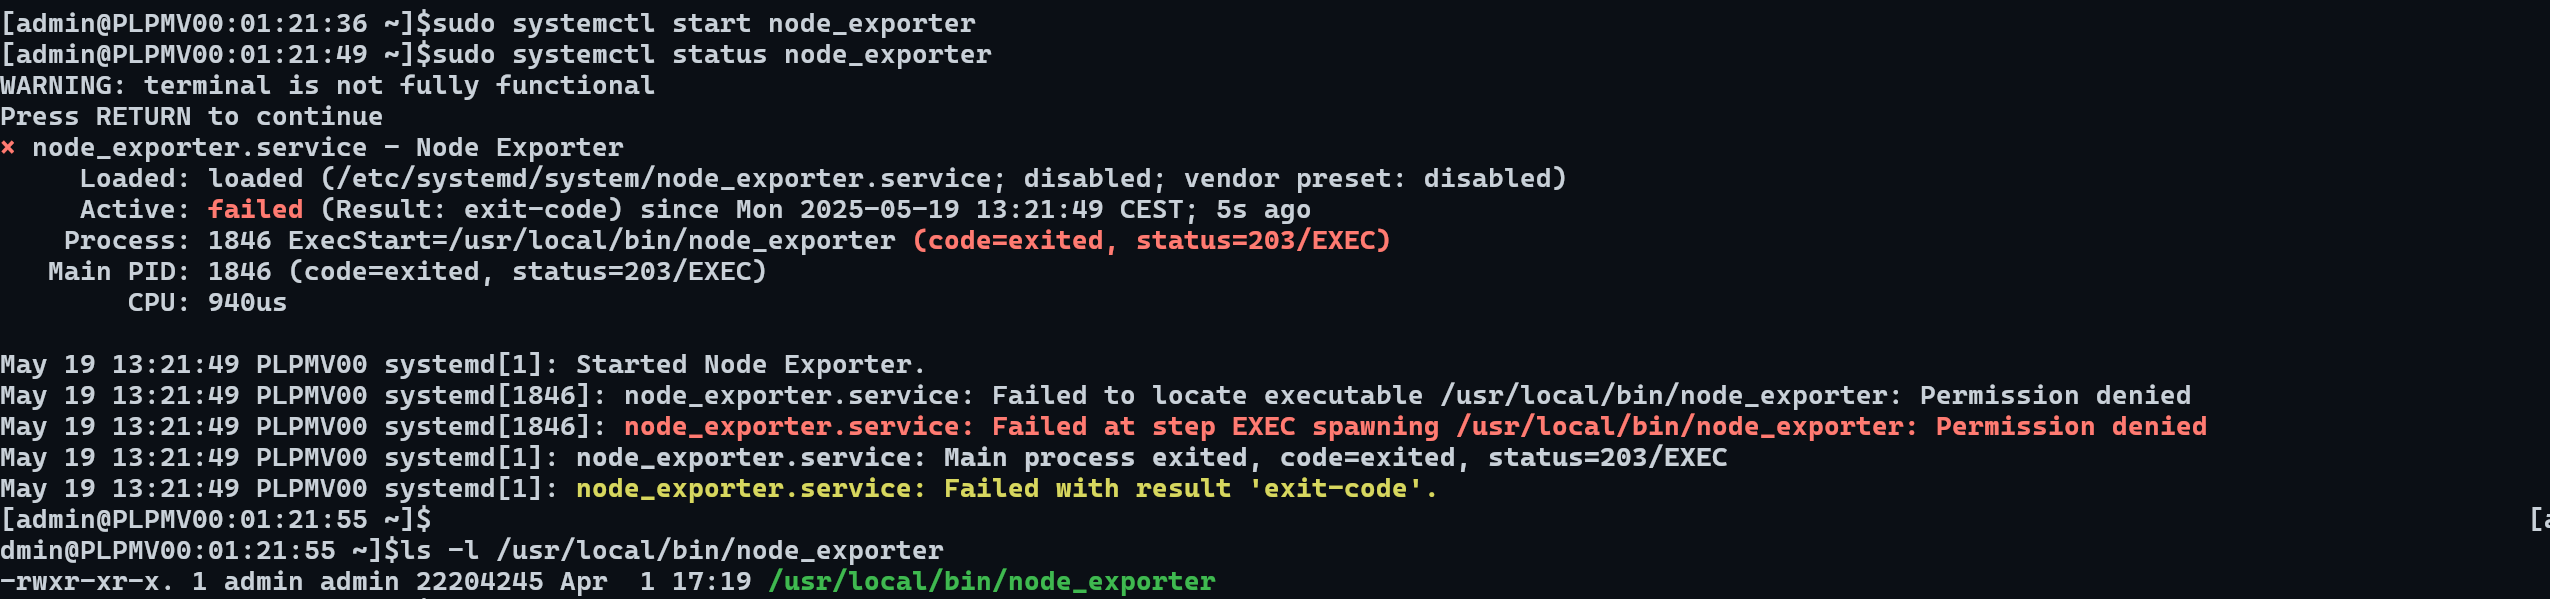 [admin@PLPMV00:01:21:36 ~]$sudo systemctl start node_exporter
[admin@PLPMV00:01:21:49 ~]$sudo systemctl status node_exporter
WARNING: terminal is not fully functional
Press RETURN to continue
× node_exporter.service - Node Exporter
     Loaded: loaded (/etc/systemd/system/node_exporter.service; disabled; vendor preset: disabled)
     Active: failed (Result: exit-code) since Mon 2025-05-19 13:21:49 CEST; 5s ago
    Process: 1846 ExecStart=/usr/local/bin/node_exporter (code=exited, status=203/EXEC)
   Main PID: 1846 (code=exited, status=203/EXEC)
        CPU: 940us

May 19 13:21:49 PLPMV00 systemd[1]: Started Node Exporter.
May 19 13:21:49 PLPMV00 systemd[1846]: node_exporter.service: Failed to locate executable /usr/local/bin/node_exporter: Permission denied
May 19 13:21:49 PLPMV00 systemd[1846]: node_exporter.service: Failed at step EXEC spawning /usr/local/bin/node_exporter: Permission denied
May 19 13:21:49 PLPMV00 systemd[1]: node_exporter.service: Main process exited, code=exited, status=203/EXEC
May 19 13:21:49 PLPMV00 systemd[1]: node_exporter.service: Failed with result 'exit-code'.
[admin@PLPMV00:01:21:55 ~]$ [a
dmin@PLPMV00:01:21:55 ~]$ls -l /usr/local/bin/node_exporter
-rwxr-xr-x. 1 admin admin 22204245 Apr  1 17:19 /usr/local/bin/node_exporter